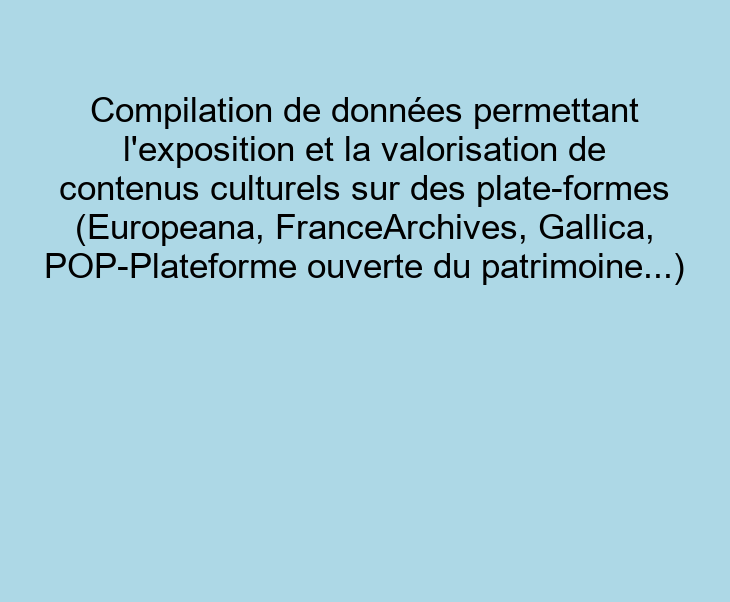 Compilation de données permettant
l'exposition et la valorisation de
contenus culturels sur des plate-formes
(Europeana, FranceArchives, Gallica,
POP-Plateforme ouverte du patrimoine...)